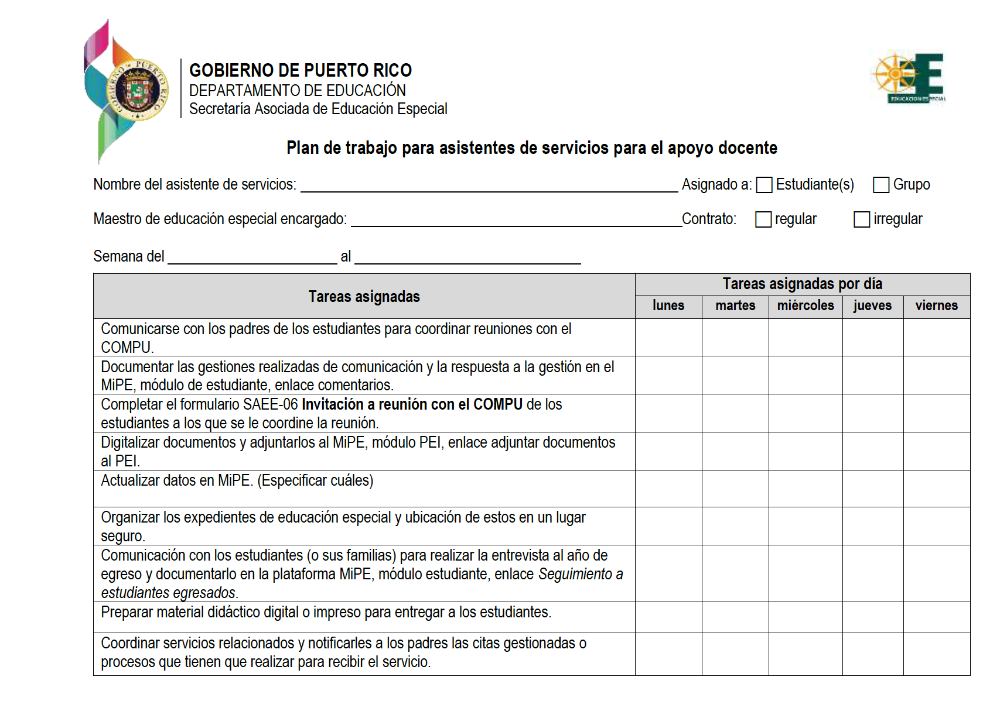 GOBIERNO DE PUERTO RICO
DEPARTAMENTO DE EDUCACIÓN
Secretaría Asociada de Educación Especial
GOBIERNO DE PUERTO RICO
EDUCACION ESPECIAL
Plan de trabajo para asistentes de servicios para el apoyo docente
Nombre del asistente de servicios: Asignado a: Estudiante(s) Grupo
Maestro de educación especial encargado: Contrato: regular irregular
Semana del al
Tareas asignadas
Tareas asignadas por día
lunes martes miércoles jueves viernes
Comunicarse con los padres de los estudiantes para coordinar reuniones con el
COMPU.
Documentar las gestiones realizadas de comunicación y la respuesta a la gestión en el
MiPE, módulo de estudiante, enlace comentarios.
Completar el formulario SAEE-06 Invitación a reunión con el COMPU de los
estudiantes a los que se le coordine la reunión.
Digitalizar documentos y adjuntarlos al MiPE, módulo PEI, enlace adjuntar documentos
al PEI.
Actualizar datos en MiPE. (Especificar cuáles)
Organizar los expedientes de educación especial y ubicación de estos en un lugar
seguro.
Comunicación con los estudiantes (o sus familias) para realizar la entrevista al año de
egreso y documentarlo en la plataforma MiPE, módulo estudiante, enlace Seguimiento a
estudiantes egresados.
Preparar material didáctico digital o impreso para entregar a los estudiantes.
Coordinar servicios relacionados y notificarles a los padres las citas gestionadas o
procesos que tienen que realizar para recibir el servicio.